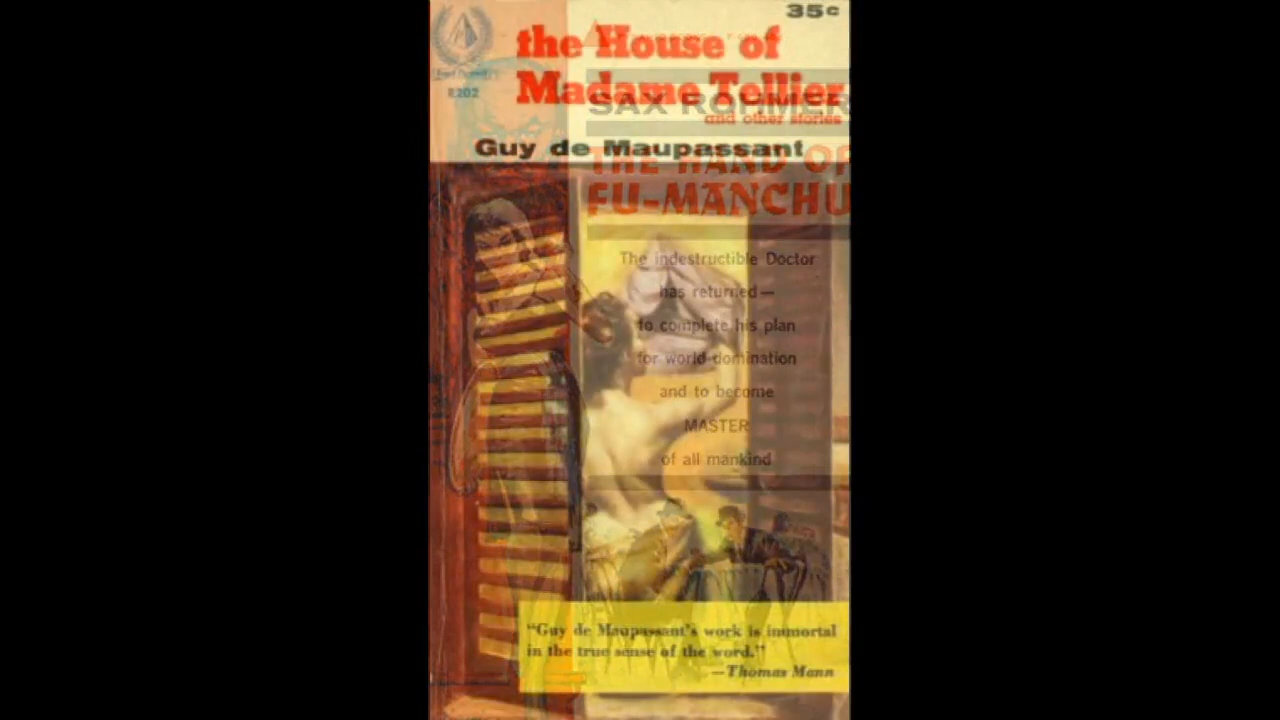 35c
the House of
Madame Tellier
and other stories
R202
Guy de Maupassant
SAX ROHMER
THE HAND OF
FU-MANCHU
The indestructible Doctor
has returned—
to complete his plan
for world domination
and to become
MASTER
of all mankind
"Guy de Maupassant's work is immortal
in the true sense of the word."
—Thomas Mann